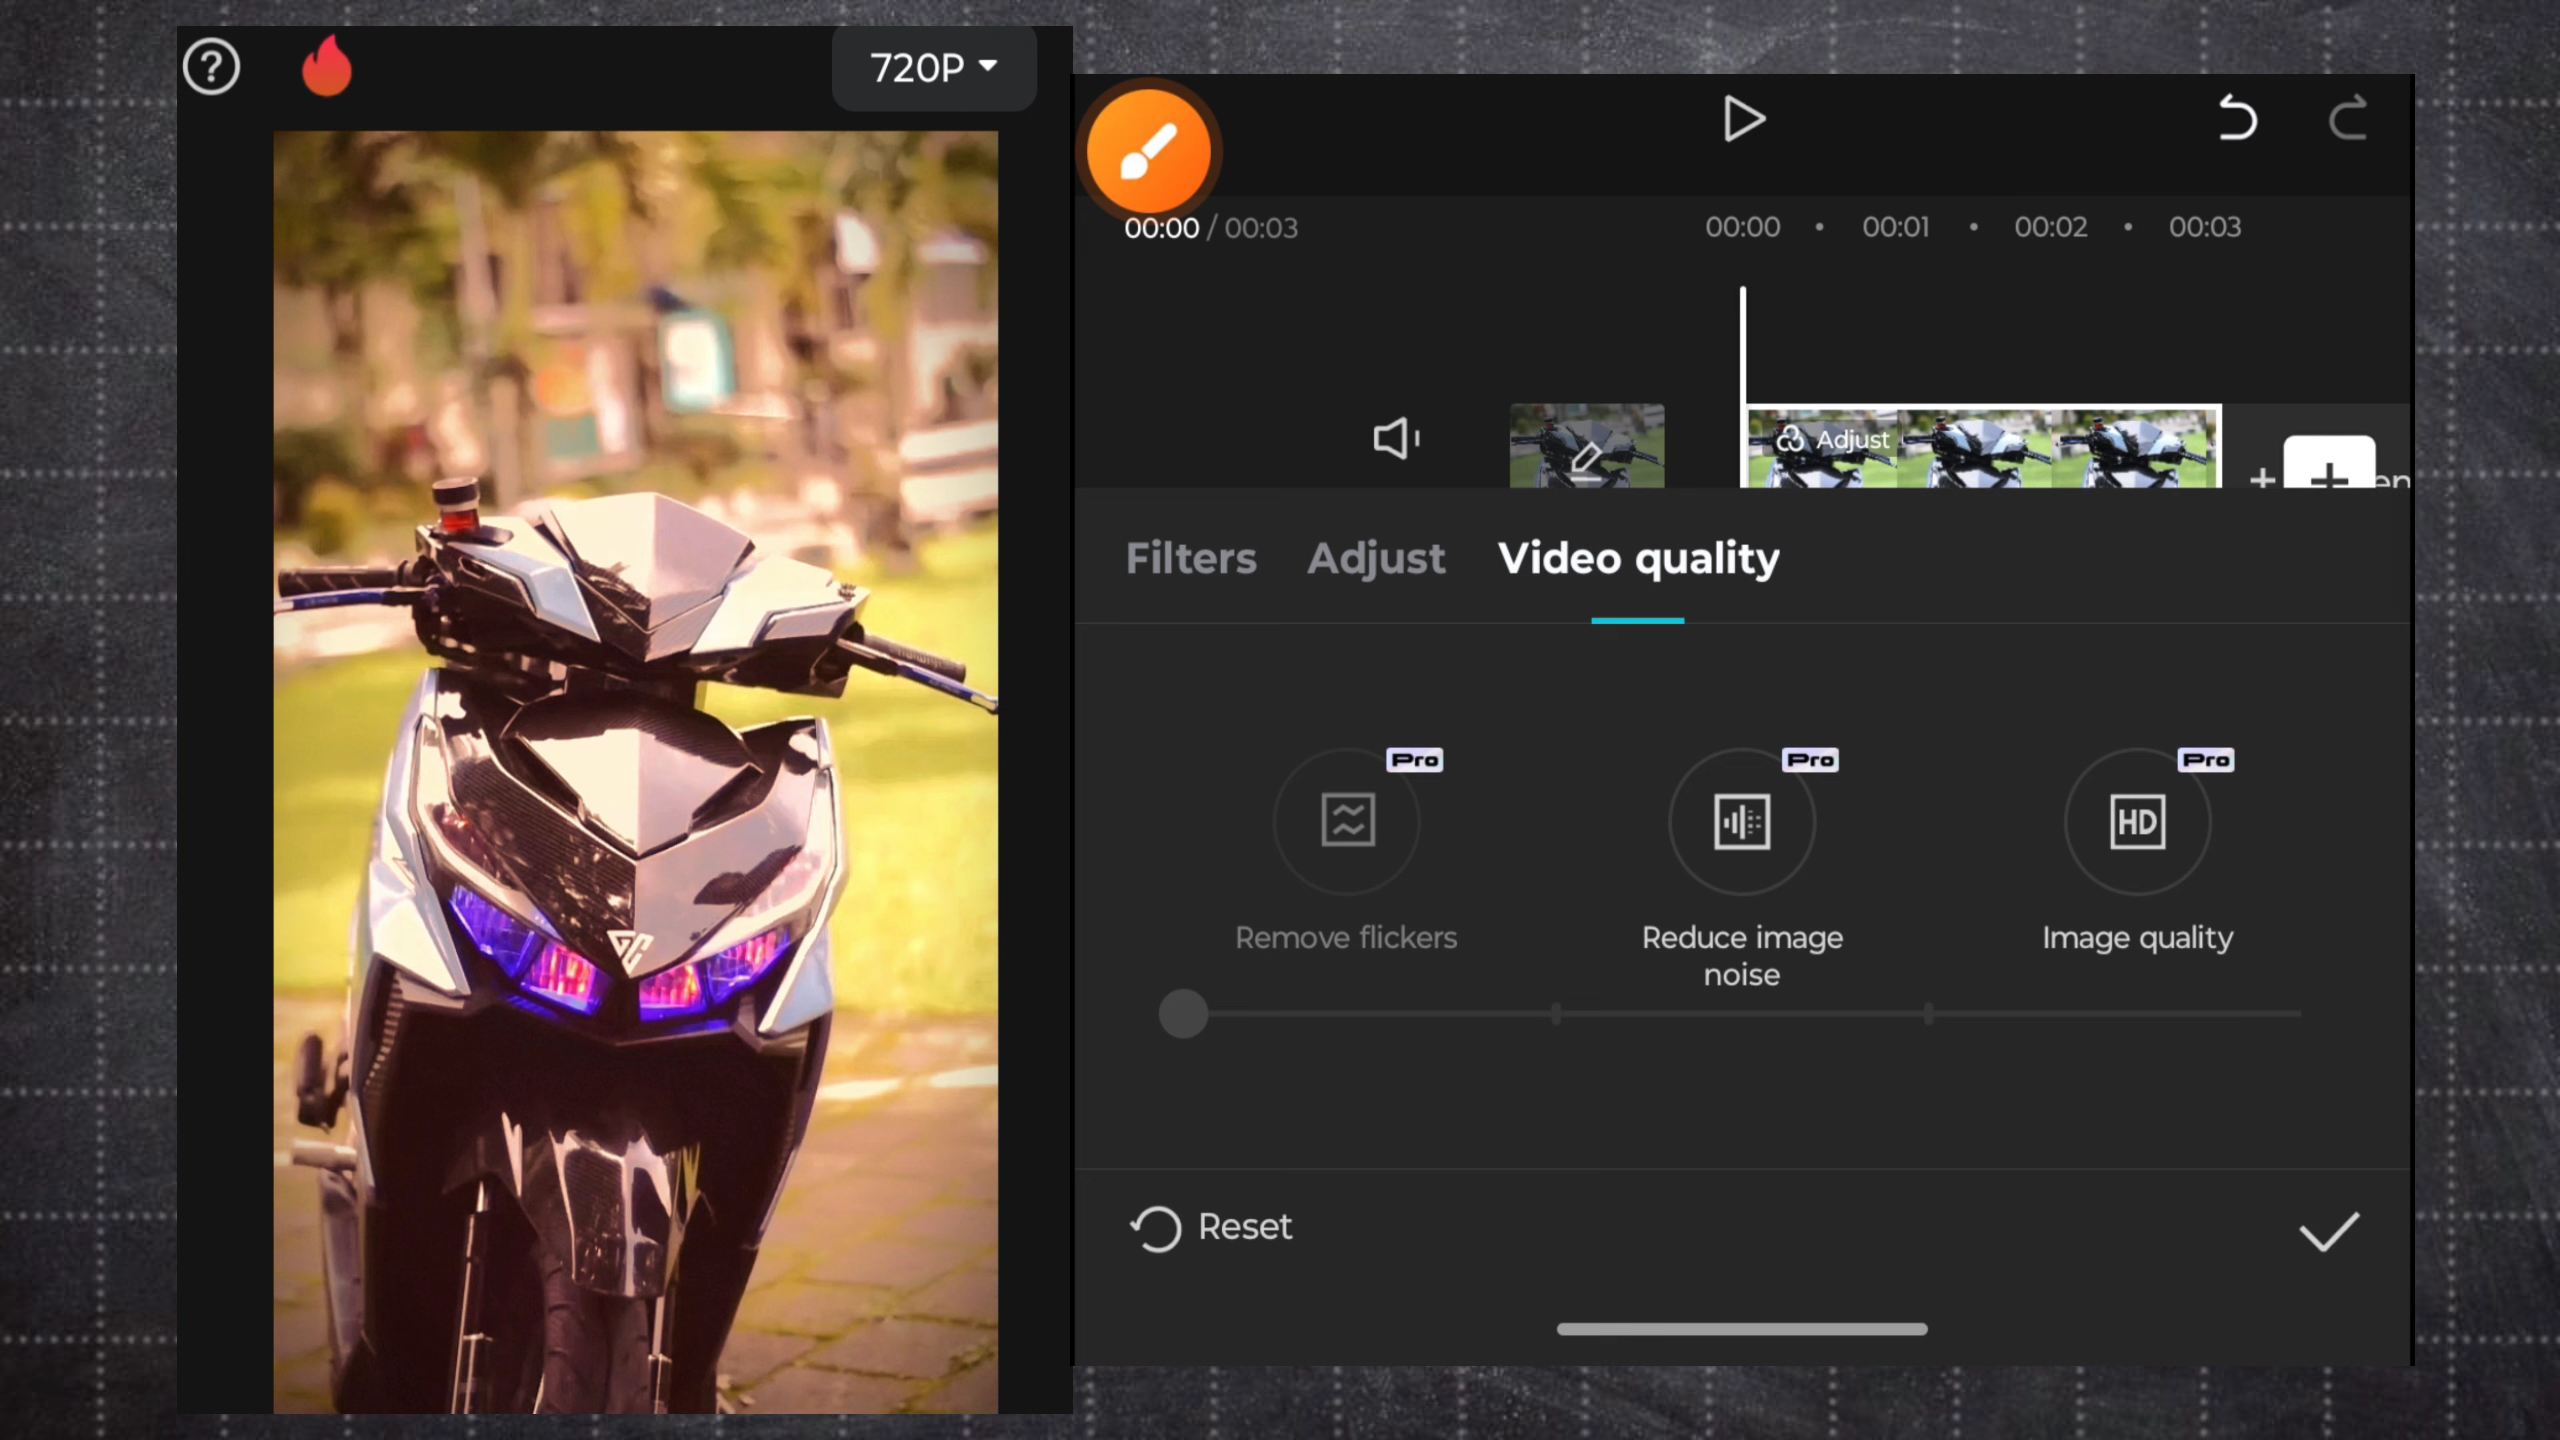 720P
00:00 / 00:03
00:00 00:01 00:02 00:03
Adjust
Filters Adjust Video quality
Pro Pro Pro
HD
Remove flickers
Reduce image
noise
Image quality
Reset